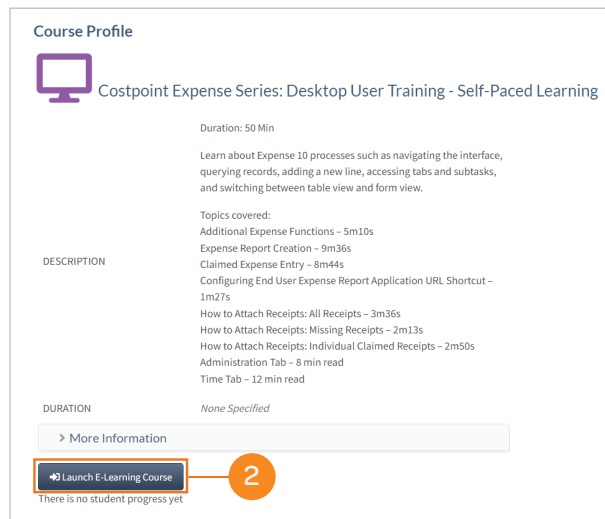 Course Profile
Costpoint Expense Series: Desktop User Training - Self-Paced Learning
Duration: 50 Min
Learn about Expense 10 processes such as navigating the interface,
querying records, adding a new line, accessing tabs and subtasks,
and switching between table view and form view.
Topics covered:
Additional Expense Functions – 5m10s
Expense Report Creation – 9m36s
DESCRIPTION
Claimed Expense Entry – 8m44s
Configuring End User Expense Report Application URL Shortcut –
1m27s
How to Attach Receipts: All Receipts – 3m36s
How to Attach Receipts: Missing Receipts – 2m13s
How to Attach Receipts: Individual Claimed Receipts – 2m50s
Administration Tab – 8 min read
Time Tab – 12 min read
DURATION None Specified
More Information
Launch E-Learning Course
2
There is no student progress yet